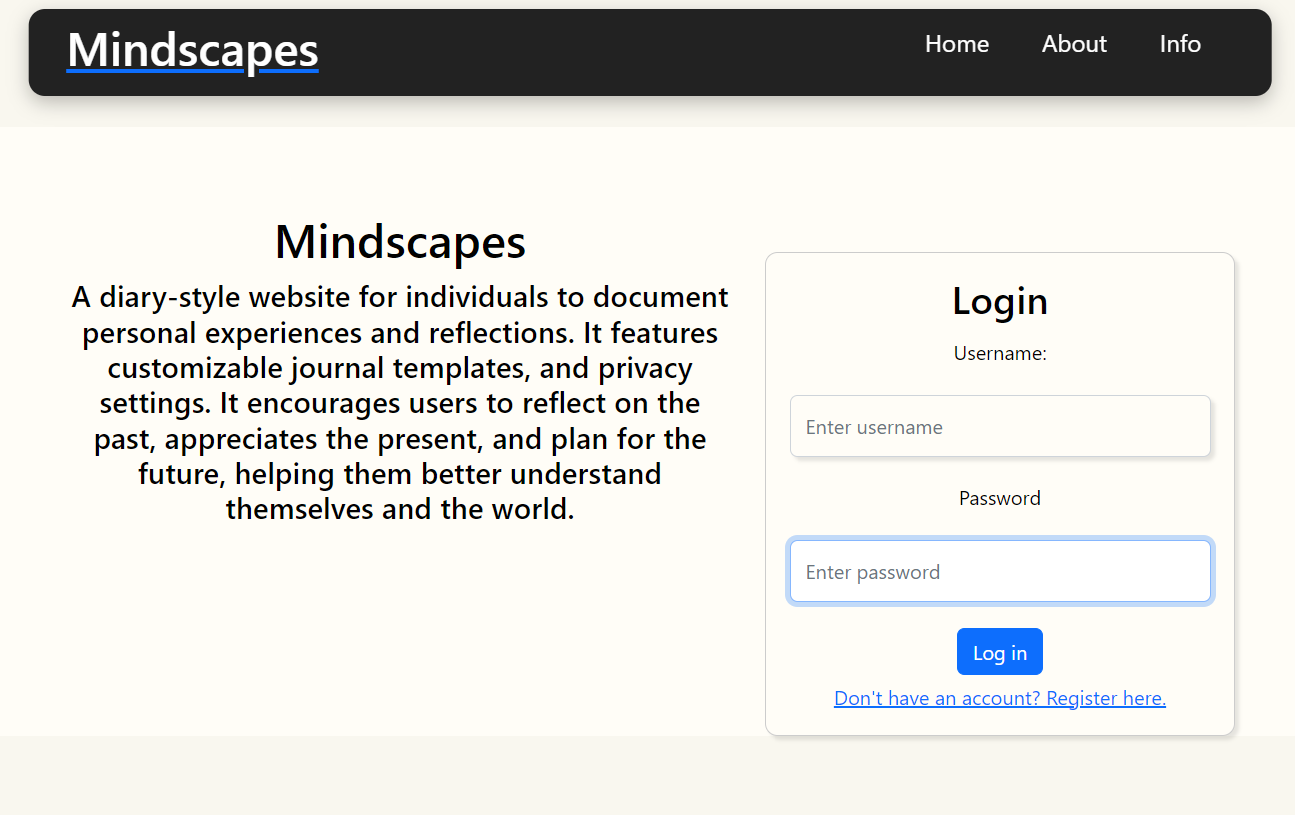 Mindscapes
Home About Info
Mindscapes
A diary-style website for individuals to document
personal experiences and reflections. It features
customizable journal templates, and privacy
settings. It encourages users to reflect on the
past, appreciates the present, and plan for the
future, helping them better understand
themselves and the world.
Login
Username:
Enter username
Password
Enter password
Log in
Don't have an account? Register here.